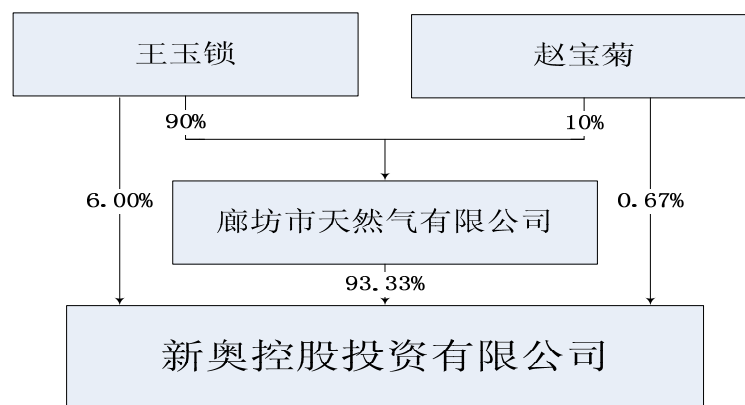 王玉锁
赵宝菊
90%
10%
6.00%
廊坊市天然气有限公司
0.67%
93.33%
新奥控股投资有限公司